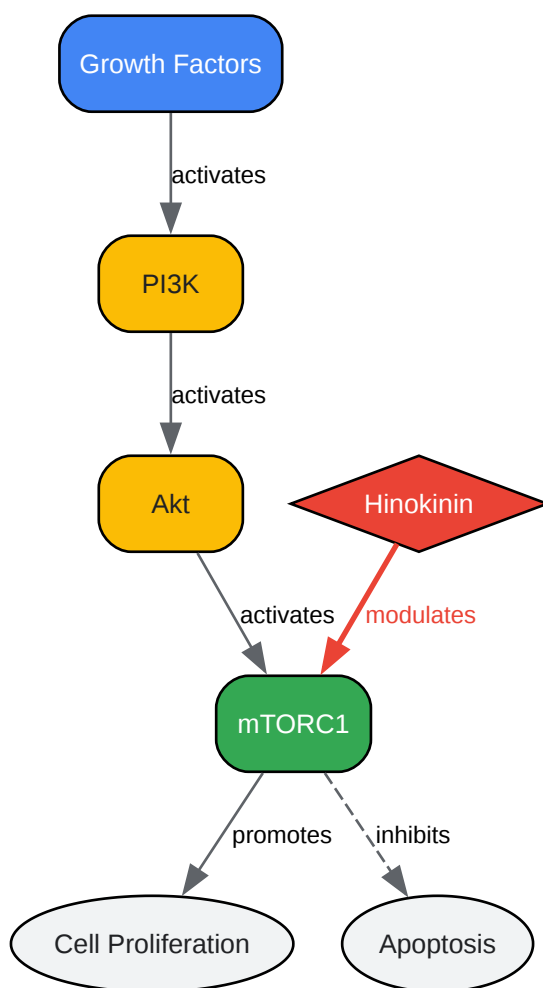 Growth Factors
activates
PI3K
activates
Akt
Hinokinin
activates
modulates
mTORC1
promotes
inhibits
Cell Proliferation
Apoptosis